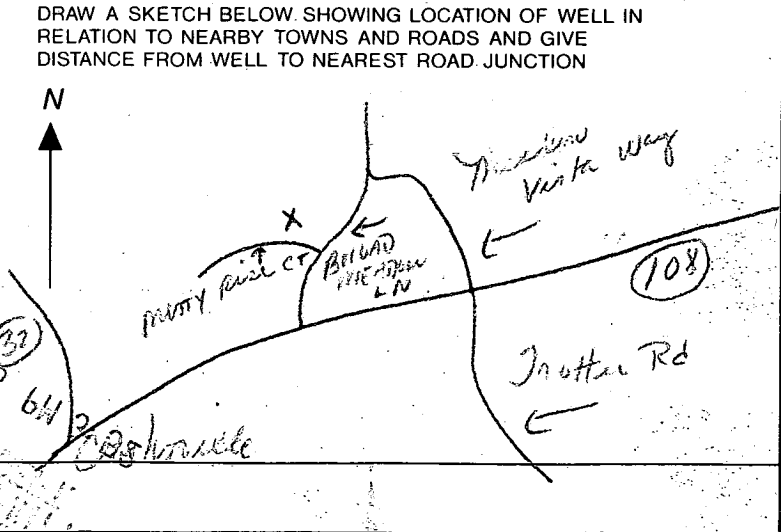 DRAW A SKETCH BELOW SHOWING LOCATION OF WELL IN
RELATION TO NEARBY TOWNS AND ROADS AND GIVE
DISTANCE FROM WELL TO NEAREST ROAD JUNCTION
N
Meadow
Vista Way
X
Misty Rise CT
BROAD
MEADOW
LN
108
32
Trotter Rd